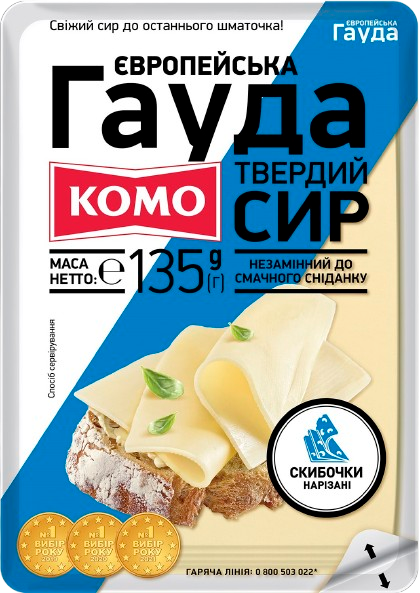 Свіжий сир до останнього шматочка!
ЄВРОПЕЙСЬКА
Гауда
ЄВРОПЕЙСЬКА
Гауда
КОМО
ТВЕРДИЙ
СИР
МАСА
НЕТТО:
℮135 g
(г)
НЕЗАМІННИЙ ДО
СМАЧНОГО СНІДАНКУ
Спосіб сервірування
СКИБОЧКИ
НАРІЗАНІ
№1
ВИБІР
РОКУ
№1
ВИБІР
РОКУ
2020
№1
ВИБІР
РОКУ
2021
ГАРЯЧА ЛІНІЯ: 0 800 503 022*